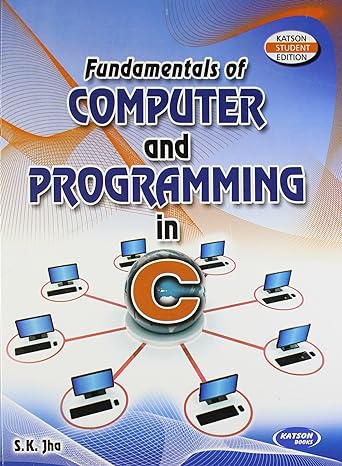 KATSON
STUDENT
EDITION
Fundamentals of
COMPUTER
and
PROGRAMMING
in
C
S.K. Jha
KATSON
BOOKS